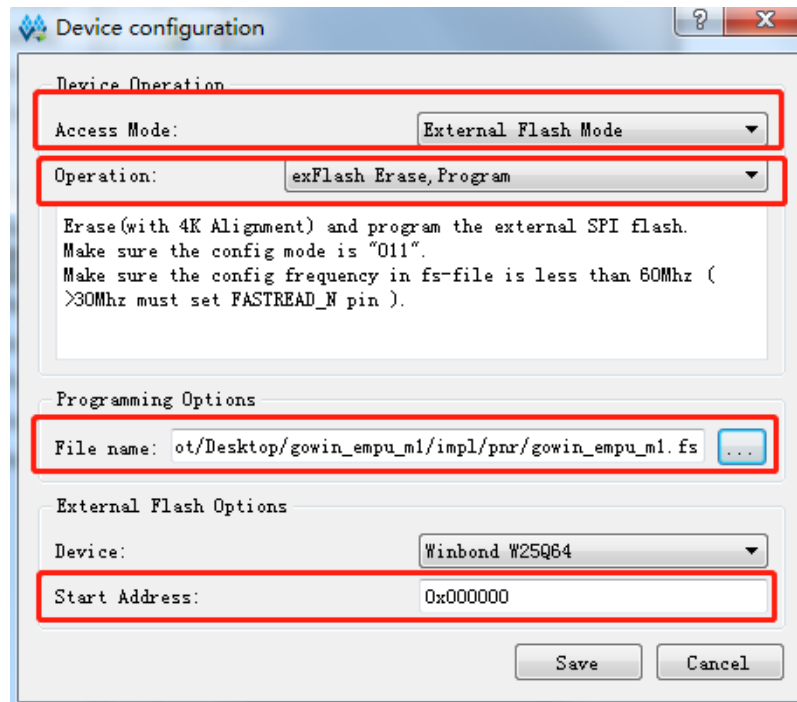 Device configuration
Device Operation
Access Mode: External Flash Mode
Operation: exFlash Erase,Program
Erase(with 4K Alignment) and program the external SPI flash.
Make sure the config mode is "011".
Make sure the config frequency in fs-file is less than 60Mhz (
>30Mhz must set FASTREAD_N pin ).
Programming Options
File name: ot/Desktop/gowin_empu_m1/impl/pnr/gowin_empu_m1.fs ...
External Flash Options
Device: Winbond W25Q64
Start Address: 0x000000
Save Cancel